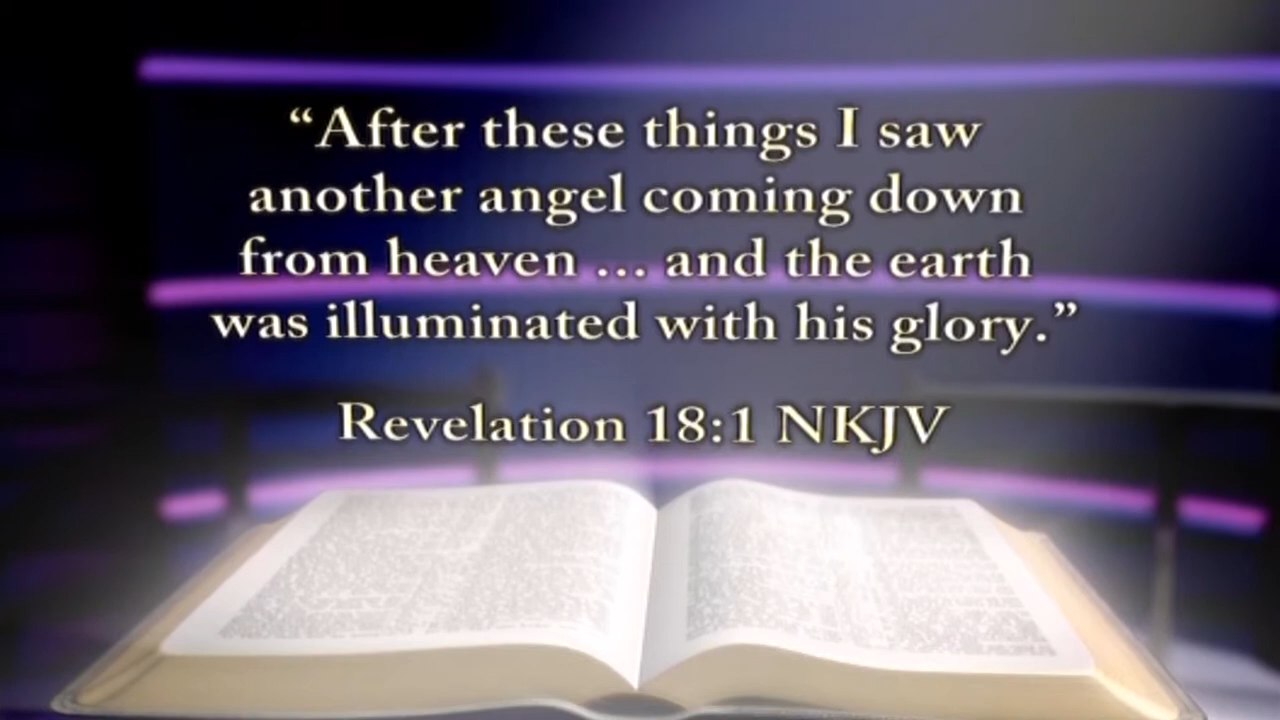 “After these things I saw
another angel coming down
from heaven ... and the earth
was illuminated with his glory.”
Revelation 18:1 NKJV